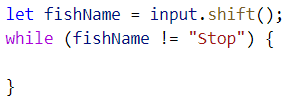 let fishName = input.shift();
while (fishName != "Stop") {
}